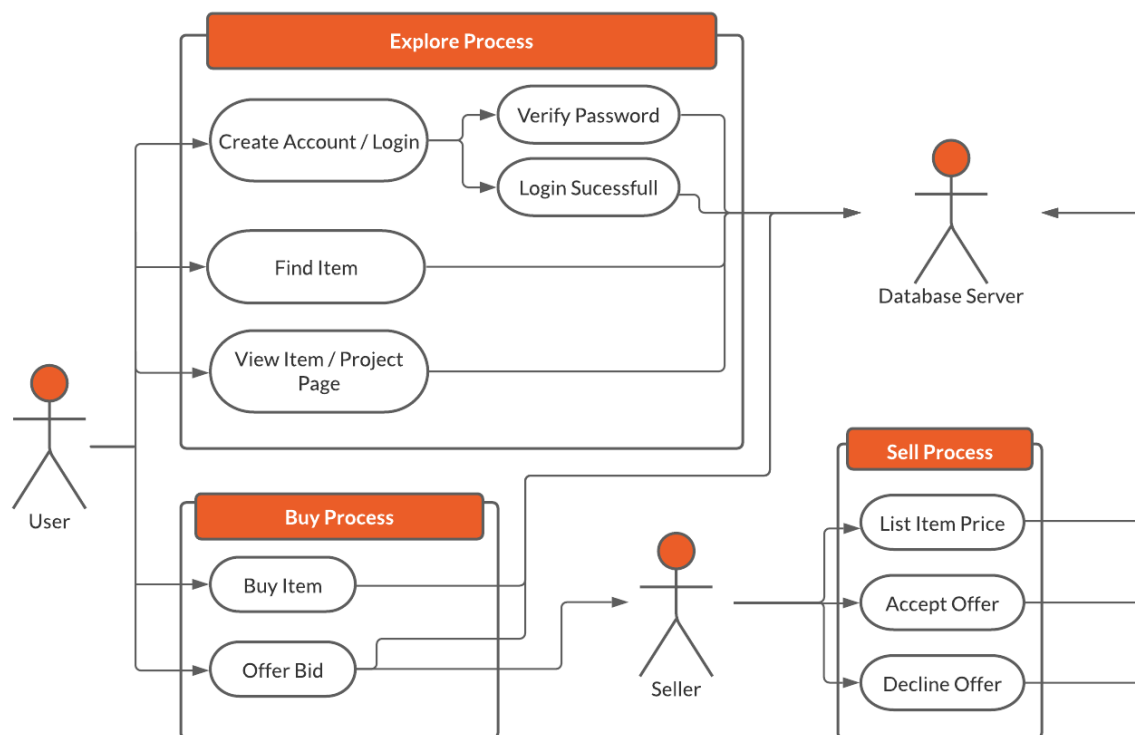 Explore Process
Create Account / Login
Verify Password
Login Sucessfull
Find Item
View Item / Project
Page
Database Server
User
Buy Process
Buy Item
Offer Bid
Seller
Sell Process
List Item Price
Accept Offer
Decline Offer